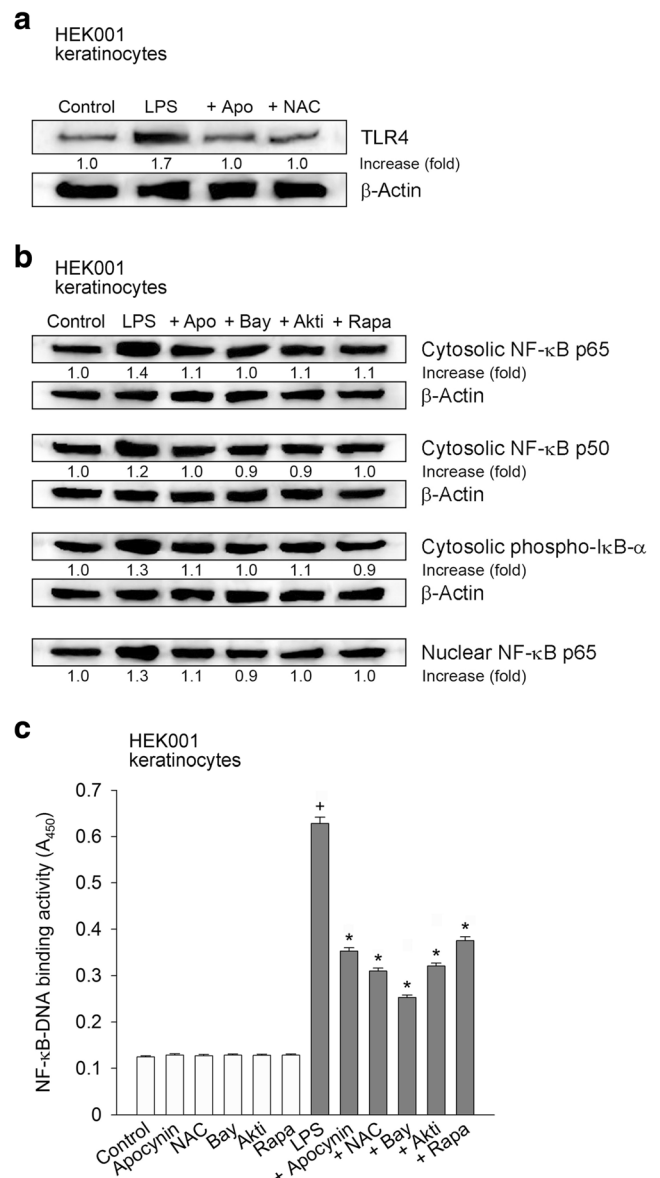 a
HEK001
keratinocytes
Control LPS + Apo + NAC
TLR4
1.0 1.7 1.0 1.0 Increase (fold)
β-Actin
b
HEK001
keratinocytes
Control LPS + Apo + Bay + Akti + Rapa
Cytosolic NF-κB p65
1.0 1.4 1.1 1.0 1.1 1.1 Increase (fold)
β-Actin
Cytosolic NF-κB p50
1.0 1.2 1.0 0.9 0.9 1.0 Increase (fold)
β-Actin
Cytosolic phospho-IκB-α
1.0 1.3 1.1 1.0 1.1 0.9 Increase (fold)
β-Actin
Nuclear NF-κB p65
1.0 1.3 1.1 0.9 1.0 1.0 Increase (fold)
c
HEK001
keratinocytes
NF-κB-DNA binding activity (A450)
0.7
0.6
0.5
0.4
0.3
0.2
0.1
0
+
* * * * *
Control
Apocynin
NAC
Bay
Akti
Rapa
LPS
+ Apocynin
+ NAC
+ Bay
+ Akti
+ Rapa